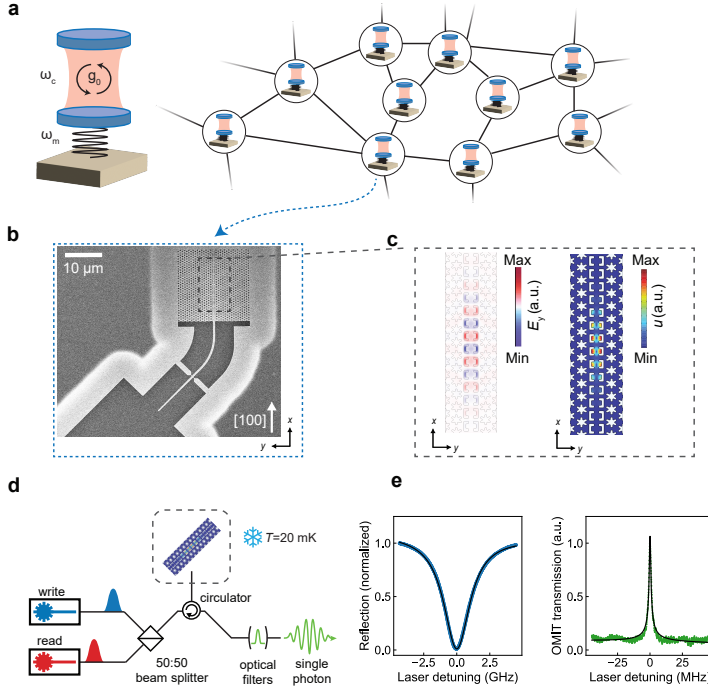 a
ω_c
g_0
ω_m
b
10 μm
[100]
x
y
c
Max
E_y (a.u.)
Min
Max
u (a.u.)
Min
x
y
x
y
d
T=20 mK
circulator
write
read
50:50
beam splitter
optical
filters
single
photon
e
Reflection (normalized)
1.0
0.5
0.0
−2.5
0.0
2.5
Laser detuning (GHz)
OMIT transmission (a.u.)
1.0
0.5
0.0
−25
0
25
Laser detuning (MHz)